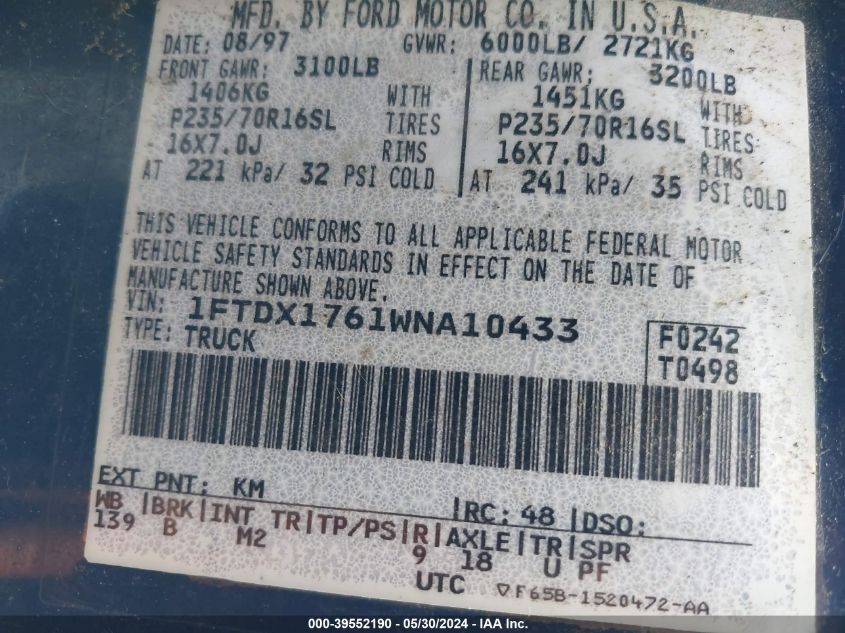 MFD. BY FORD MOTOR CO. IN U.S.A.
DATE: 08/97 GVWR: 6000LB/ 2721KG
FRONT GAWR: 3100LB REAR GAWR: 3200LB
1406KG WITH 1451KG WITH
P235/70R16SL TIRES P235/70R16SL TIRES
16X7.0J RIMS 16X7.0J RIMS
AT 221 kPa/ 32 PSI COLD AT 241 kPa/ 35 PSI COLD
THIS VEHICLE CONFORMS TO ALL APPLICABLE FEDERAL MOTOR
VEHICLE SAFETY STANDARDS IN EFFECT ON THE DATE OF
MANUFACTURE SHOWN ABOVE.
VIN: 1FTDX1761WNA10433
TYPE: TRUCK
F0242
T0498
EXT PNT: KM RC: 48 DSO:
WB BRK INT TR TP/PS R AXLE TR SPR
139 B M2 9 18 U PF
UTC ▽F65B-1520472-AA
000-39552190 - 05/30/2024 - IAA Inc.